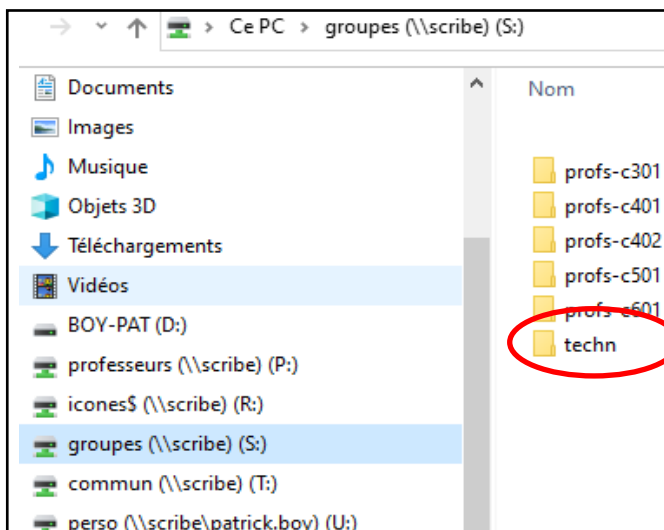 Ce PC > groupes (\\scribe) (S:)
Documents
Images
Musique
Objets 3D
Téléchargements
Vidéos
BOY-PAT (D:)
professeurs (\\scribe) (P:)
icones$ (\\scribe) (R:)
groupes (\\scribe) (S:)
commun (\\scribe) (T:)
perso (\\scribe\patrick.boy) (U:)
Nom
profs-c301
profs-c401
profs-c402
profs-c501
profs-c601
techn